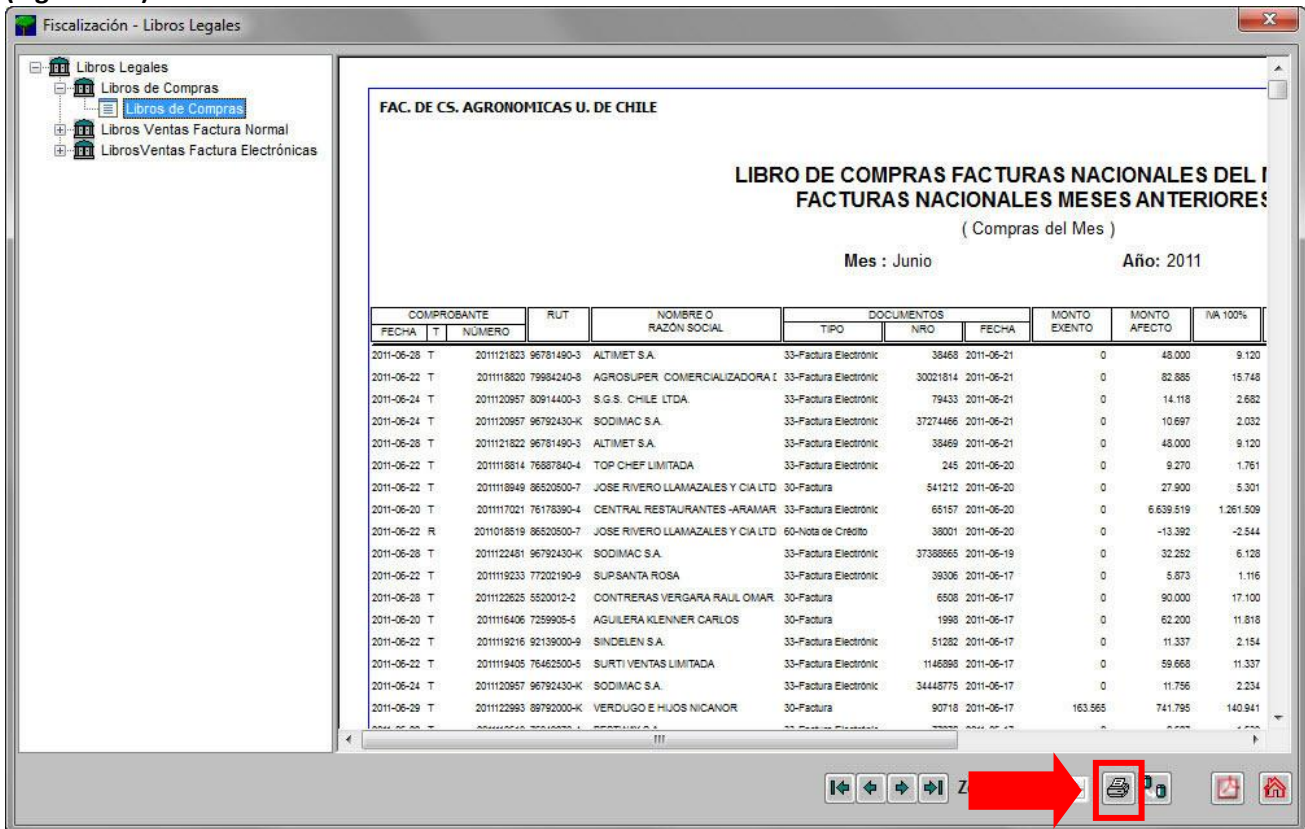 Fiscalización - Libros Legales
Libros Legales
Libros de Compras
Libros de Compras
Libros Ventas Factura Normal
LibrosVentas Factura Electrónicas
FAC. DE CS. AGRONOMICAS U. DE CHILE
LIBRO DE COMPRAS FACTURAS NACIONALES DEL
FACTURAS NACIONALES MESES ANTERIORES
( Compras del Mes )
Mes : Junio Año: 2011
COMPROBANTE RUT NOMBRE O DOCUMENTOS MONTO MONTO IVA 100%
FECHA T NÚMERO RAZÓN SOCIAL TIPO NRO FECHA EXENTO AFECTO
2011-06-28 T 2011121823 96781490-3 ALTIMET S.A. 33-Factura Electrónic 38468 2011-06-21 0 48.000 9.120
2011-06-22 T 2011118820 79984240-8 AGROSUPER COMERCIALIZADORA 33-Factura Electrónic 30021814 2011-06-21 0 82.885 15.748
2011-06-24 T 2011120957 80914400-3 S.G.S. CHILE LTDA. 33-Factura Electrónic 79433 2011-06-21 0 14.118 2.682
2011-06-24 T 2011120957 96792430-K SODIMAC S.A. 33-Factura Electrónic 37274466 2011-06-21 0 10.697 2.032
2011-06-28 T 2011121822 96781490-3 ALTIMET S.A. 33-Factura Electrónic 38469 2011-06-21 0 48.000 9.120
2011-06-22 T 2011118814 76887840-4 TOP CHEF LIMITADA 33-Factura Electrónic 245 2011-06-20 0 9.270 1.761
2011-06-22 T 2011118949 86520500-7 JOSE RIVERO LLAMAZALES Y CIA LTD 30-Factura 541212 2011-06-20 0 27.900 5.301
2011-06-20 T 2011117021 76178390-4 CENTRAL RESTAURANTES -ARAMAR 33-Factura Electrónic 65157 2011-06-20 0 6.639.519 1.261.509
2011-06-22 R 2011018519 86520500-7 JOSE RIVERO LLAMAZALES Y CIA LTD 60-Nota de Crédito 38001 2011-06-20 0 -13.392 -2.544
2011-06-28 T 2011122481 96792430-K SODIMAC S.A. 33-Factura Electrónic 37388565 2011-06-19 0 32.252 6.128
2011-06-22 T 2011119233 77202190-9 SUP.SANTA ROSA 33-Factura Electrónic 39306 2011-06-17 0 5.873 1.116
2011-06-28 T 2011122625 5520012-2 CONTRERAS VERGARA RAUL OMAR 30-Factura 6508 2011-06-17 0 90.000 17.100
2011-06-20 T 2011116406 7259905-5 AGUILERA KLENNER CARLOS 30-Factura 1998 2011-06-17 0 62.200 11.818
2011-06-22 T 2011119216 92139000-9 SINDELEN S.A. 33-Factura Electrónic 51282 2011-06-17 0 11.337 2.154
2011-06-22 T 2011119405 76462500-5 SURTI VENTAS LIMITADA 33-Factura Electrónic 1146898 2011-06-17 0 59.668 11.337
2011-06-24 T 2011120957 96792430-K SODIMAC S.A. 33-Factura Electrónic 34448775 2011-06-17 0 11.756 2.234
2011-06-29 T 2011122993 89792000-K VERDUGO E HIJOS NICANOR 30-Factura 90718 2011-06-17 163.565 741.795 140.941